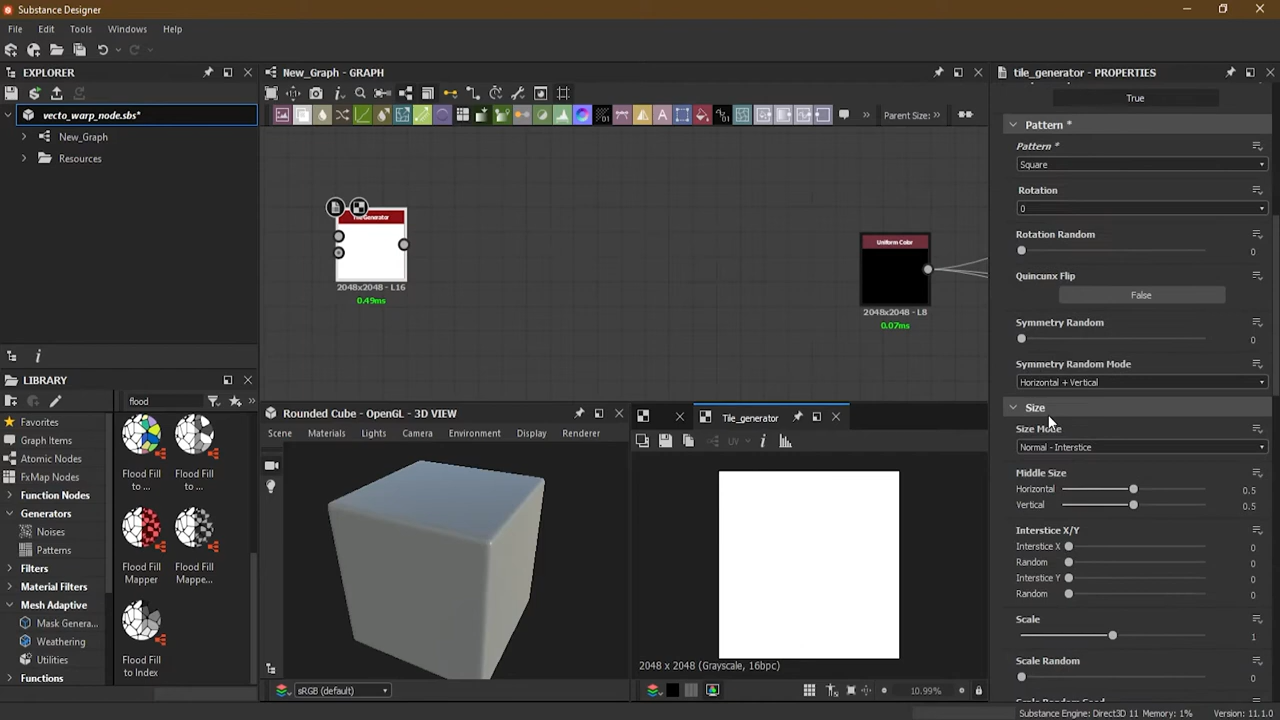 Substance Designer
File Edit Tools Windows Help
EXPLORER
vecto_warp_node.sbs*
New_Graph
Resources
LIBRARY
flood
Favorites
Graph Items
Atomic Nodes
FxMap Nodes
Function Nodes
Generators
Noises
Patterns
Filters
Material Filters
Mesh Adaptive
Mask Genera...
Weathering
Utilities
Functions
Flood Fill
to ...
Flood Fill
to ...
Flood Fill
Mapper
Flood Fill
Mappe...
Flood Fill
to Index
New_Graph - GRAPH
Parent Size:
Tile Generator
2048x2048 - L16
0.49ms
Uniform Color
2048x2048 - L8
0.07ms
Rounded Cube - OpenGL - 3D VIEW
Scene Materials Lights Camera Environment Display Renderer
sRGB (default)
Tile_generator
UV
2048 x 2048 (Grayscale, 16bpc)
10.99%
tile_generator - PROPERTIES
True
Pattern *
Pattern *
Square
Rotation
0
Rotation Random
0
Quincunx Flip
False
Symmetry Random
0
Symmetry Random Mode
Horizontal + Vertical
Size
Size Mode
Normal - Interstice
Middle Size
Horizontal 0.5
Vertical 0.5
Interstice X/Y
Interstice X 0
Random 0
Interstice Y 0
Random 0
Scale
1
Scale Random
0
Substance Engine: Direct3D 11 Memory: 1% Version: 11.1.0